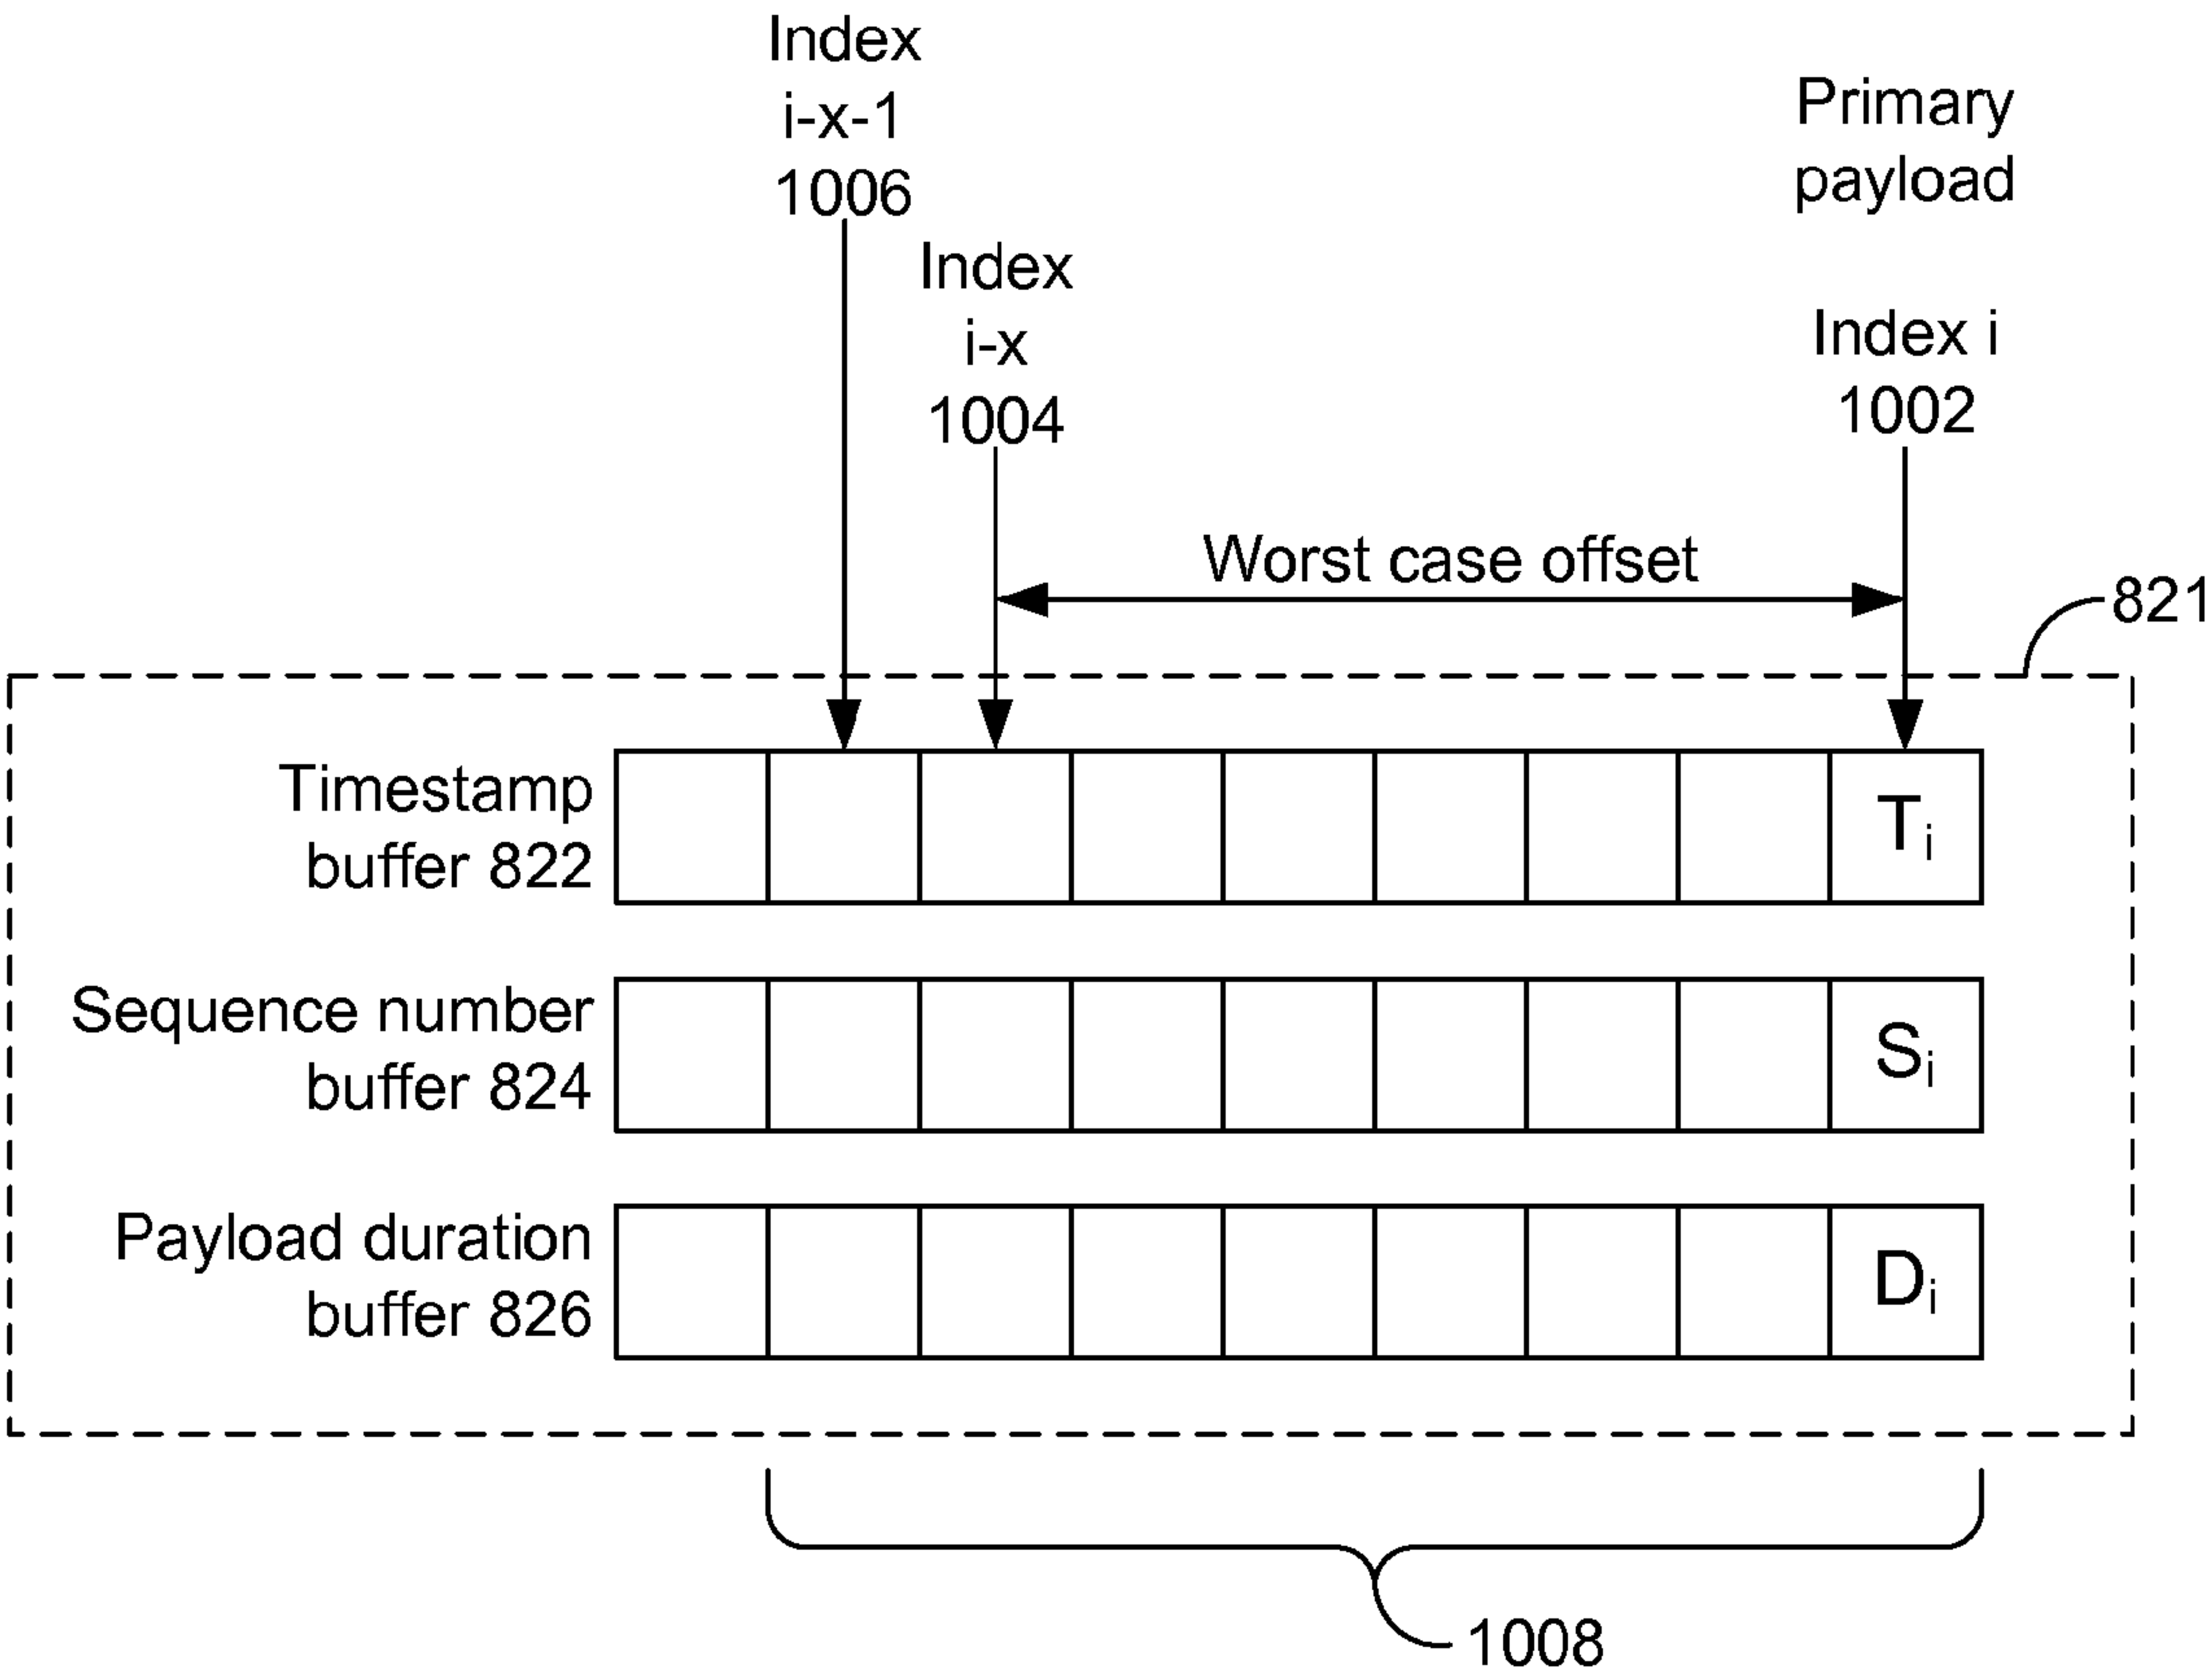 Index
i-x-1
1006
Index
i-x
1004
Primary
payload
Index i
1002
Worst case offset
821
Timestamp
buffer 822
Ti
Sequence number
buffer 824
Si
Payload duration
buffer 826
Di
1008